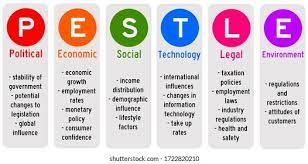 P E S T L E
Political Economic Social Technology Legal Environment
- stability of
government
- potential
changes to
legislation
- global
influence
- economic
growth
- employment
rates
- monetary
policy
- consumer
confidence
- income
distribution
- demographic
influence
- lifestyle
factors
- international
influences
- changes in
information
technology
- take up
rates
- taxation
policies
- employment
laws
- industry
regulations
- health and
safety
- regulations
and
restrictions
- attitudes of
customers
shutterstock.com · 1722820210